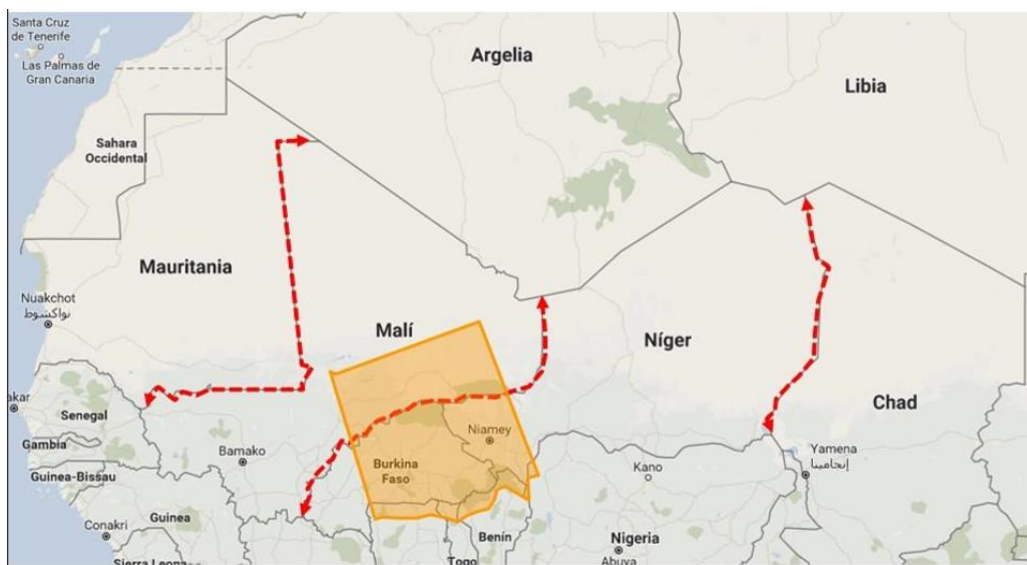 Santa Cruz
de Tenerife
Las Palmas de
Gran Canaria
Argelia
Libia
Sahara
Occidental
Mauritania
Nuakchot
نواكشوط
Malí
Níger
Chad
akar
Senegal
Gambia
Guinea-Bissau
Bamako
Niamey
Burkina
Faso
Kano
Yamena
إنجامينا
Guinea
Conakri
Benín
Nigeria
Togo
Abuya
Sierra Leona